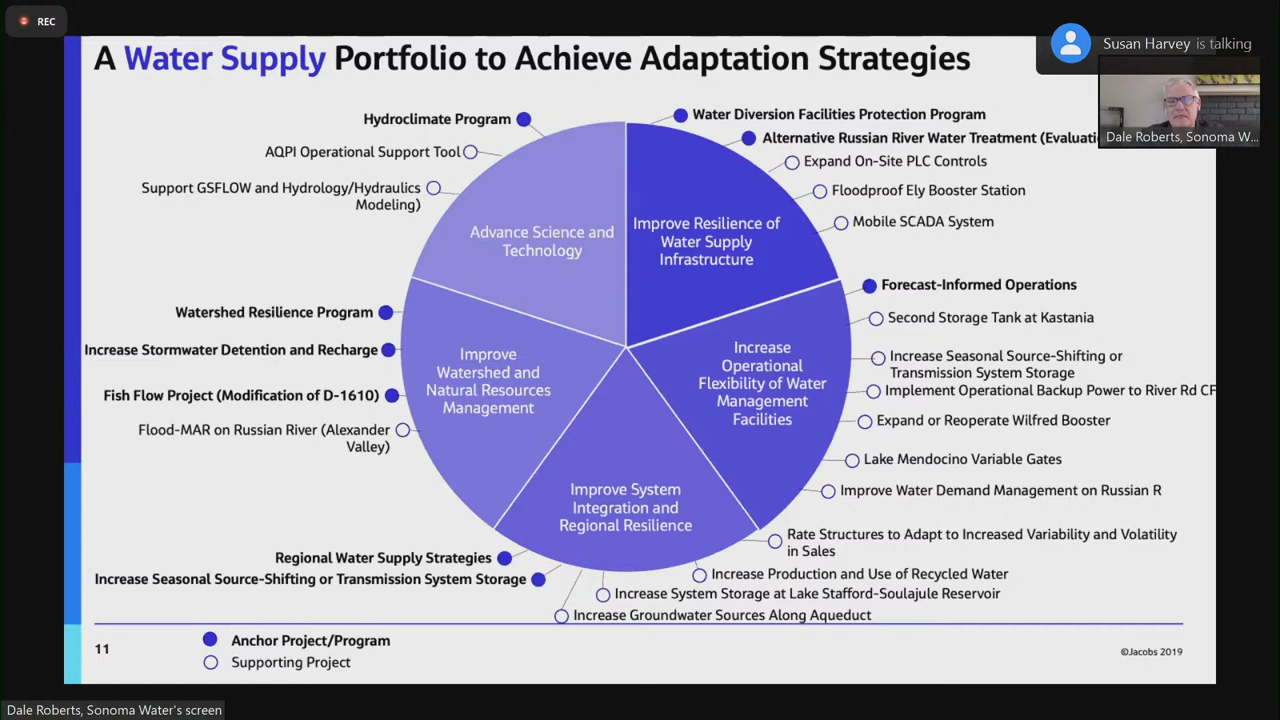 REC
Susan Harvey is talking
A Water Supply Portfolio to Achieve Adaptation Strategies
Dale Roberts, Sonoma W...
Hydroclimate Program
AQPI Operational Support Tool
Support GSFLOW and Hydrology/Hydraulics
Modeling)
Water Diversion Facilities Protection Program
Alternative Russian River Water Treatment (Evaluati
Expand On-Site PLC Controls
Floodproof Ely Booster Station
Mobile SCADA System
Advance Science and
Technology
Improve Resilience of
Water Supply
Infrastructure
Forecast-Informed Operations
Second Storage Tank at Kastania
Increase Seasonal Source-Shifting or
Transmission System Storage
Implement Operational Backup Power to River Rd CF
Expand or Reoperate Wilfred Booster
Lake Mendocino Variable Gates
Improve Water Demand Management on Russian R
Watershed Resilience Program
Increase Stormwater Detention and Recharge
Fish Flow Project (Modification of D-1610)
Flood-MAR on Russian River (Alexander
Valley)
Improve
Watershed and
Natural Resources
Management
Increase
Operational
Flexibility of Water
Management
Facilities
Improve System
Integration and
Regional Resilience
Rate Structures to Adapt to Increased Variability and Volatility
in Sales
Regional Water Supply Strategies
Increase Seasonal Source-Shifting or Transmission System Storage
Increase Production and Use of Recycled Water
Increase System Storage at Lake Stafford-Soulajule Reservoir
Increase Groundwater Sources Along Aqueduct
11
Anchor Project/Program
Supporting Project
©Jacobs 2019
Dale Roberts, Sonoma Water's screen